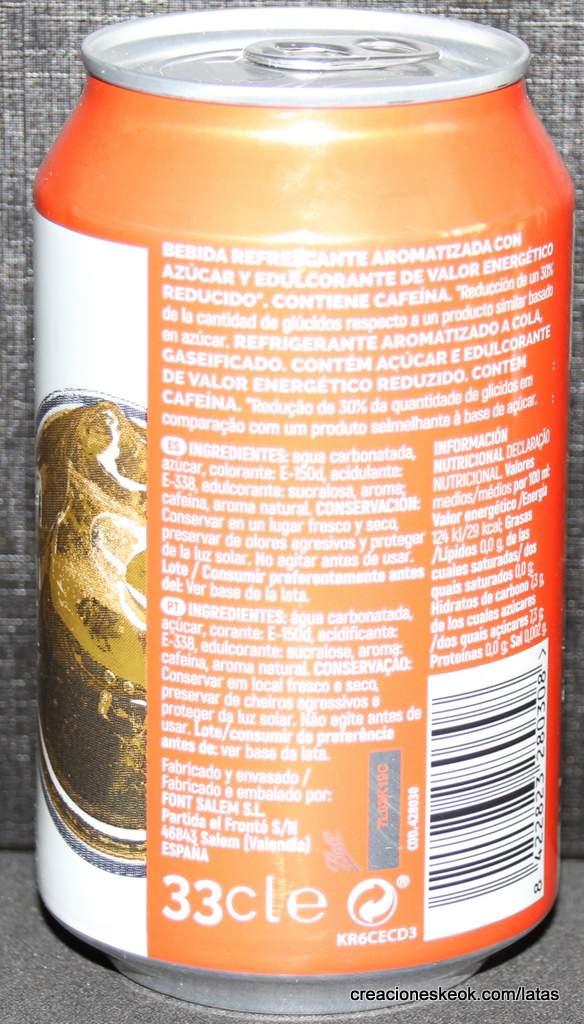 BEBIDA REFRESCANTE AROMATIZADA CON
AZÚCAR Y EDULCORANTE DE VALOR ENERGÉTICO
REDUCIDO*. CONTIENE CAFEÍNA. *Reducción de un 30%
de la cantidad de glúcidos respecto a un producto similar basado
en azúcar. REFRIGERANTE AROMATIZADO A COLA,
GASEIFICADO. CONTÉM AÇÚCAR E EDULCORANTE
DE VALOR ENERGÉTICO REDUZIDO. CONTÉM
CAFEÍNA. *Redução de 30% da quantidade de glicidos em
comparação com um produto selmelhante à base de açúcar.
ES INGREDIENTES: agua carbonatada,
azúcar, colorante: E-150d, acidulante:
E-338, edulcorante: sucralosa, aroma:
cafeína, aroma natural. CONSERVACIÓN:
Conservar en un lugar fresco y seco,
preservar de olores agresivos y proteger
de la luz solar. No agitar antes de usar.
Lote / Consumir preferentemente antes
del: Ver base de la lata.
PT INGREDIENTES: água carbonatada,
açúcar, corante: E-150d, acidificante:
E-338, edulcorante: sucralose, aroma:
cafeína, aroma natural. CONSERVAÇÃO:
Conservar em local fresco e seco,
preservar de cheiros agressivos e
proteger da luz solar. Não agite antes de
usar. Lote/consumir de preferência
antes de: ver base da lata.
Fabricado y envasado /
Fabricado e embalado por:
FONT SALEM S.L.
Partida el Frontó S/N
46843 Salem (Valencia)
ESPAÑA
INFORMACIÓN
NUTRICIONAL DECLARAÇÃO
NUTRICIONAL. Valores
medios/médios por 100 ml:
Valor energético /Energia
124 kj/29 kcal; Grasas
/Lípidos 0,0 g, de las
cuales saturadas/ dos
quais saturados 0,0 g;
Hidratos de carbono 7,3 g,
de los cuales azúcares
/dos quais açúcares 7,3 g;
Proteínas 0,0 g; Sal 0,002 g.
Ball
COD.428030
8 422823 280308 >
33cl e
®
KR6CECD3
creacioneskeok.com/latas